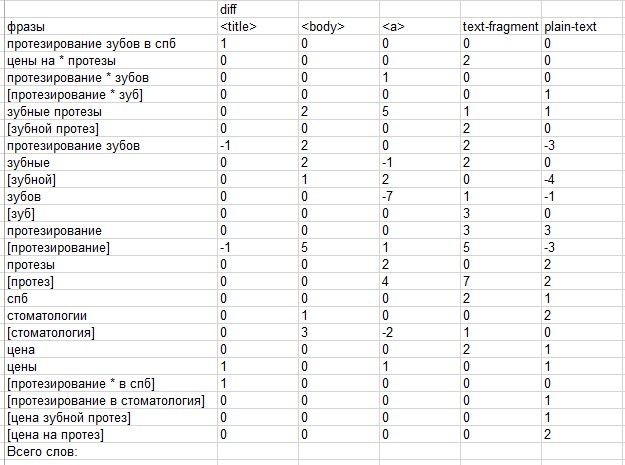 diff
фразы <title> <body> <a> text-fragment plain-text
протезирование зубов в спб 1 0 0 0 0
цены на * протезы 0 0 0 2 0
протезирование * зубов 0 0 1 0 0
[протезирование * зуб] 0 0 0 0 1
зубные протезы 0 2 5 1 1
[зубной протез] 0 0 0 2 0
протезирование зубов -1 2 0 2 -3
зубные 0 2 -1 2 0
[зубной] 0 1 2 0 -4
зубов 0 0 -7 1 -1
[зуб] 0 0 0 3 0
протезирование 0 0 0 3 3
[протезирование] -1 5 1 5 -3
протезы 0 0 2 0 2
[протез] 0 0 4 7 2
спб 0 0 0 2 1
стоматологии 0 1 0 0 2
[стоматология] 0 3 -2 1 0
цена 0 0 0 2 1
цены 1 0 1 0 1
[протезирование * в спб] 1 0 0 0 0
[протезирование в стоматология] 0 0 0 0 1
[цена зубной протез] 0 0 0 0 1
[цена на протез] 0 0 0 0 2
Всего слов: